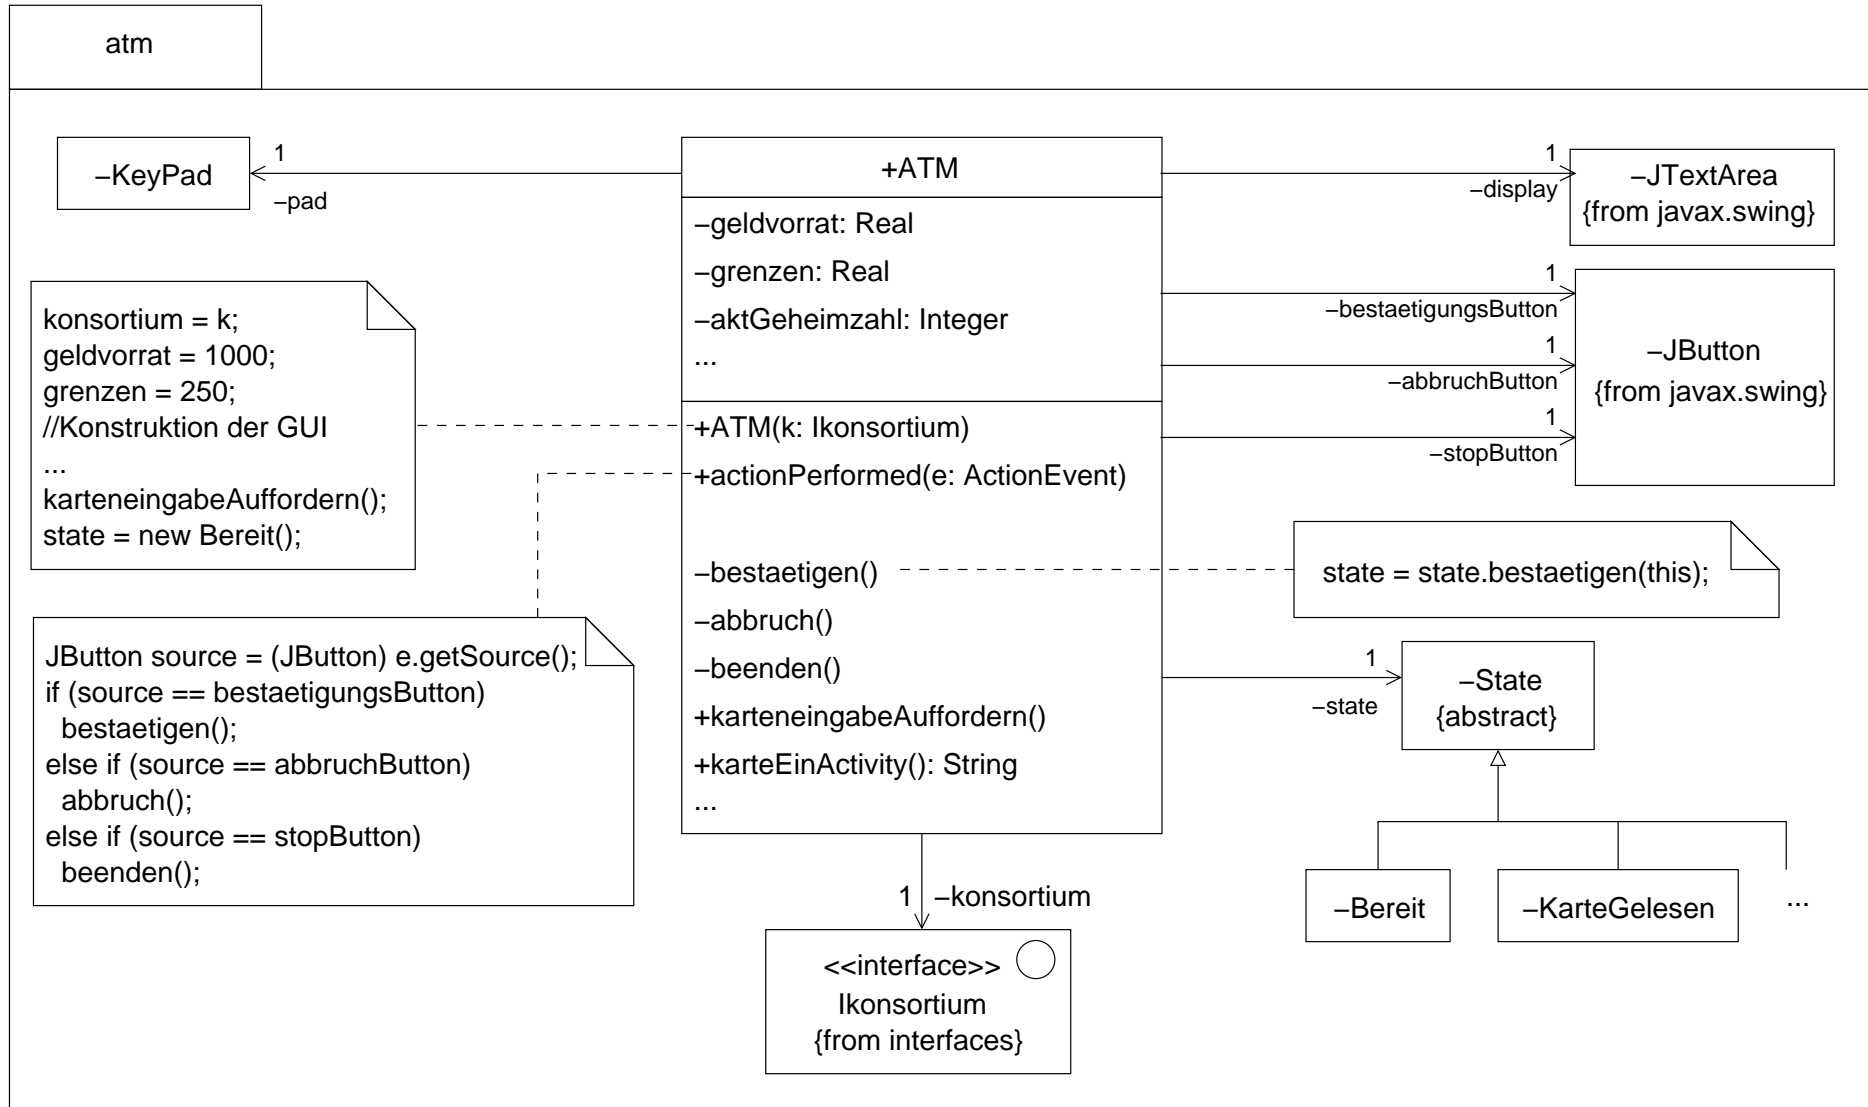 atm
−KeyPad
1
−pad
+ATM
−geldvorrat: Real
−grenzen: Real
−aktGeheimzahl: Integer
...
+ATM(k: Ikonsortium)
+actionPerformed(e: ActionEvent)
−bestaetigen()
−abbruch()
−beenden()
+karteneingabeAuffordern()
+karteEinActivity(): String
...
1
−display
−JTextArea
{from javax.swing}
1
−bestaetigungsButton
1
−abbruchButton
1
−stopButton
−JButton
{from javax.swing}
konsortium = k;
geldvorrat = 1000;
grenzen = 250;
//Konstruktion der GUI
...
karteneingabeAuffordern();
state = new Bereit();
state = state.bestaetigen(this);
JButton source = (JButton) e.getSource();
if (source == bestaetigungsButton)
bestaetigen();
else if (source == abbruchButton)
abbruch();
else if (source == stopButton)
beenden();
1
−state
−State
{abstract}
−Bereit
−KarteGelesen
...
1 −konsortium
<<interface>>
Ikonsortium
{from interfaces}